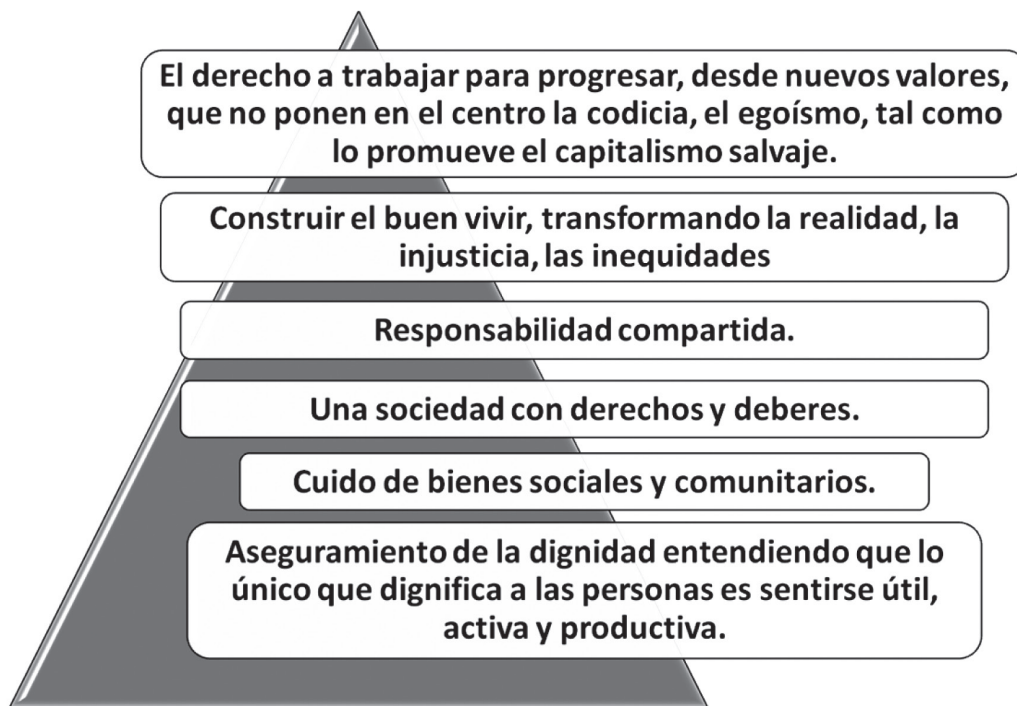 El derecho a trabajar para progresar, desde nuevos valores,
que no ponen en el centro la codicia, el egoísmo, tal como
lo promueve el capitalismo salvaje.
Construir el buen vivir, transformando la realidad, la
injusticia, las inequidades
Responsabilidad compartida.
Una sociedad con derechos y deberes.
Cuido de bienes sociales y comunitarios.
Aseguramiento de la dignidad entendiendo que lo
único que dignifica a las personas es sentirse útil,
activa y productiva.